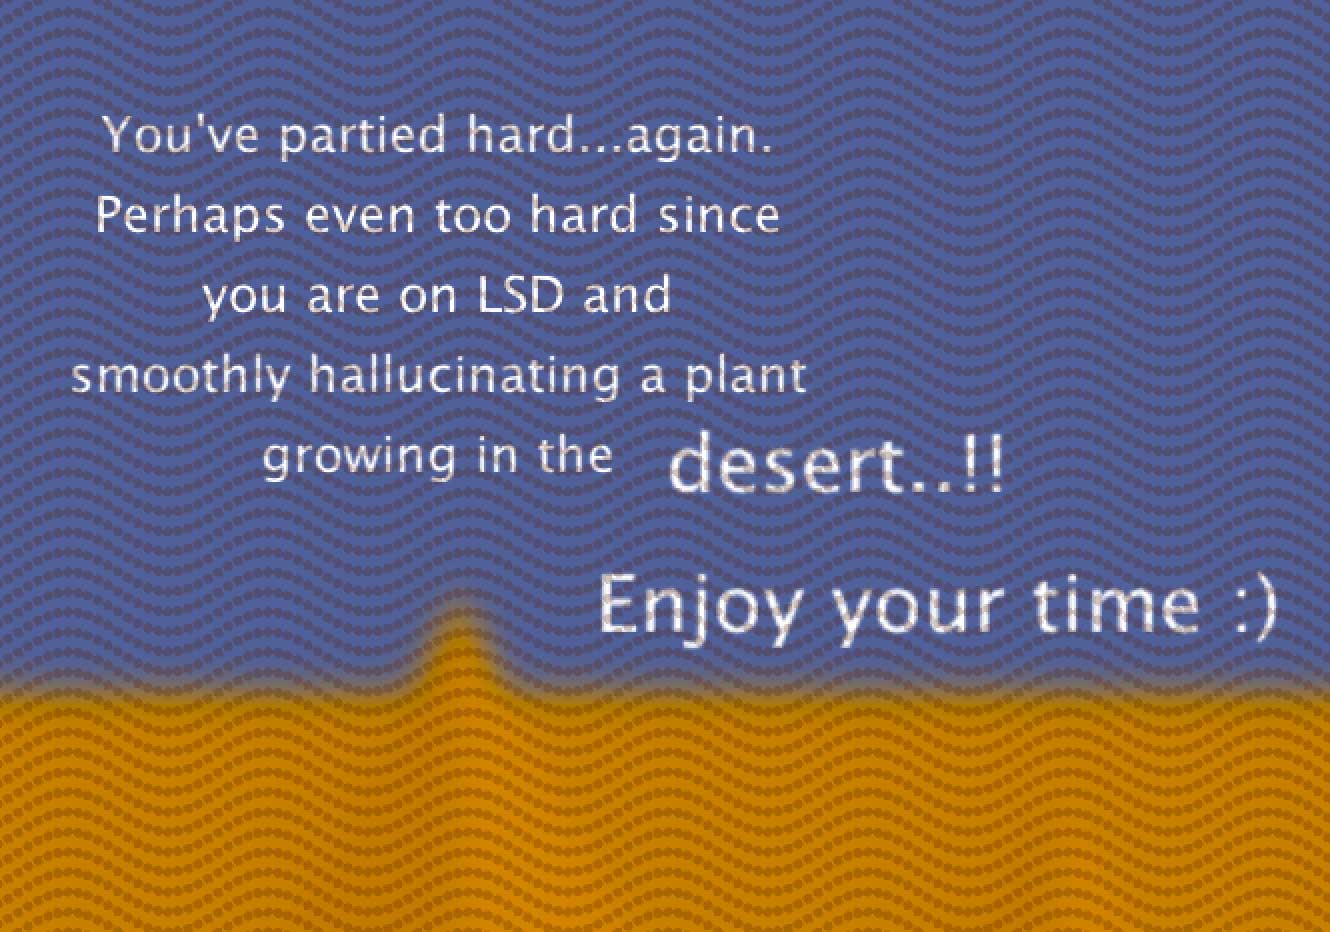 You've partied hard...again.
Perhaps even too hard since
you are on LSD and
smoothly hallucinating a plant
growing in the desert..!!
Enjoy your time :)